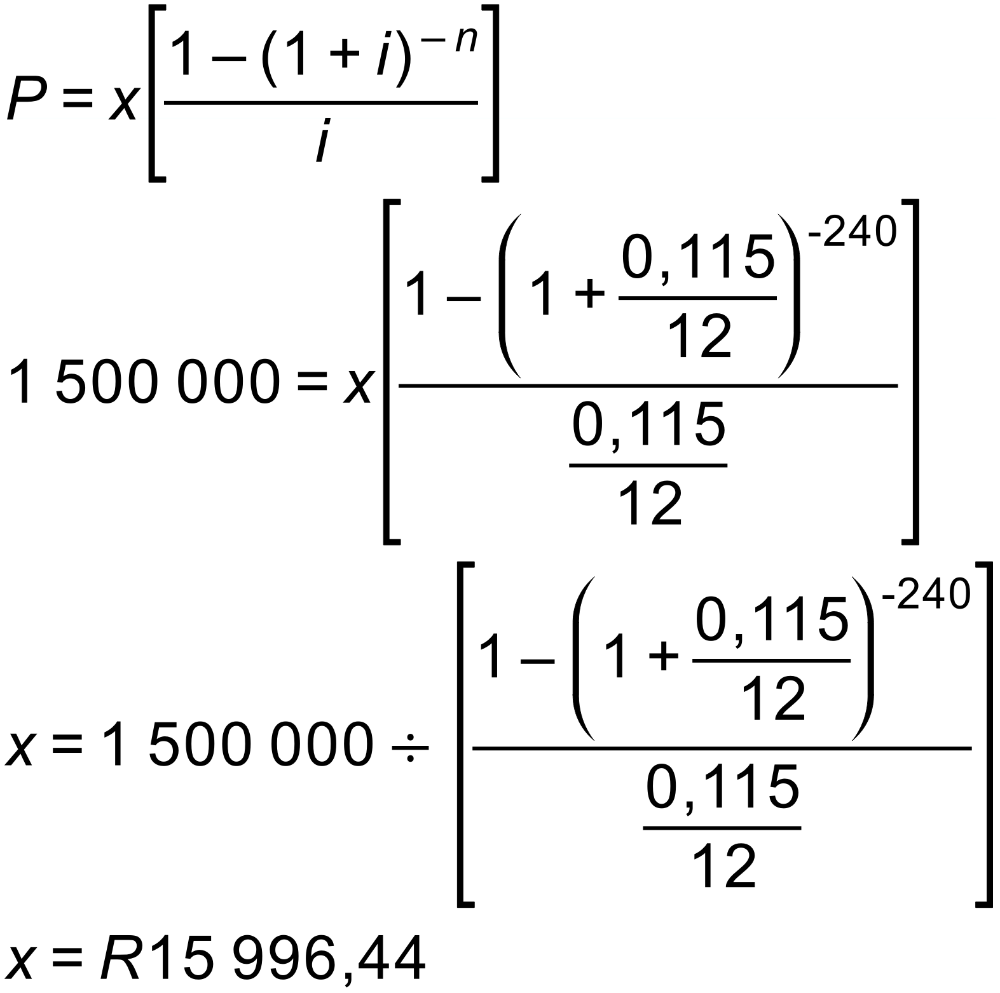 P = x[(1 – (1 + i)^– n)/i]
1 500 000 = x[(1 – (1 + 0,115/12)^-240)/(0,115/12)]
x = 1 500 000 ÷ [(1 – (1 + 0,115/12)^-240)/(0,115/12)]
x = R15 996,44